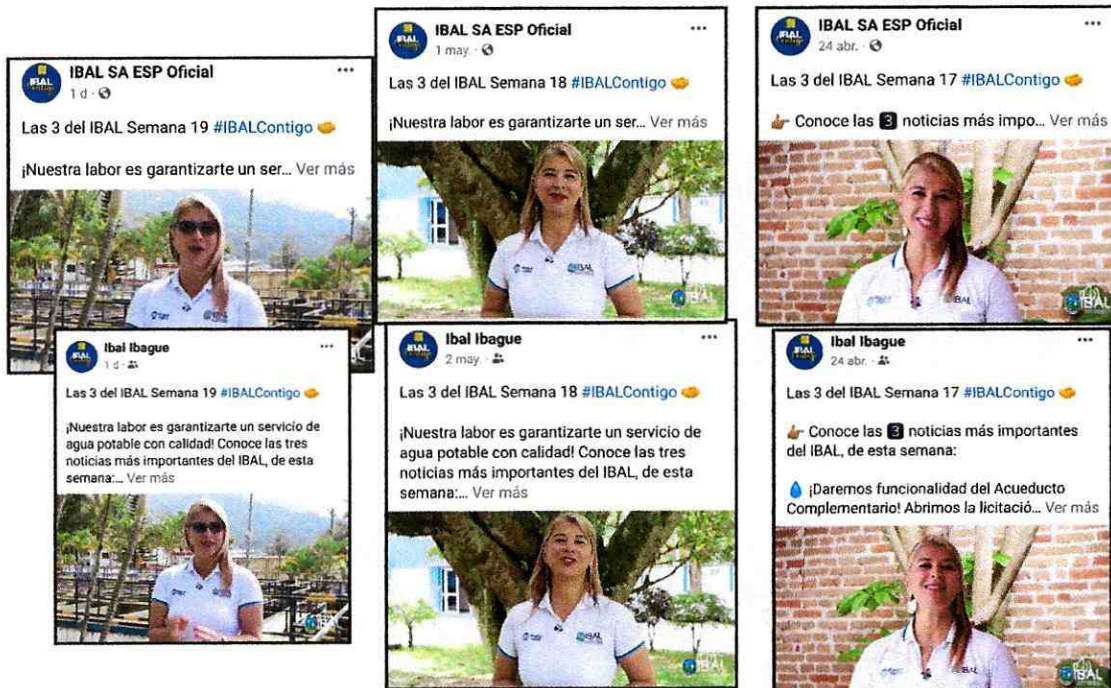 IBAL SA ESP Oficial
1 d ·
Las 3 del IBAL Semana 19 #IBALContigo
¡Nuestra labor es garantizarte un ser... Ver más
IBAL SA ESP Oficial
1 may. ·
Las 3 del IBAL Semana 18 #IBALContigo
¡Nuestra labor es garantizarte un ser... Ver más
IBAL
IBAL
IBAL SA ESP Oficial
24 abr. ·
Las 3 del IBAL Semana 17 #IBALContigo
Conoce las 3 noticias más impo... Ver más
IBAL
IBAL
Ibal Ibague
1 d ·
Las 3 del IBAL Semana 19 #IBALContigo
¡Nuestra labor es garantizarte un servicio de
agua potable con calidad! Conoce las tres
noticias más importantes del IBAL, de esta
semana:... Ver más
Ibal Ibague
2 may. ·
Las 3 del IBAL Semana 18 #IBALContigo
¡Nuestra labor es garantizarte un servicio de
agua potable con calidad! Conoce las tres
noticias más importantes del IBAL, de esta
semana:... Ver más
IBAL
IBAL
Ibal Ibague
24 abr. ·
Las 3 del IBAL Semana 17 #IBALContigo
Conoce las 3 noticias más importantes
del IBAL, de esta semana:
¡Daremos funcionalidad del Acueducto
Complementario! Abrimos la licitació... Ver más
IBAL
IBAL